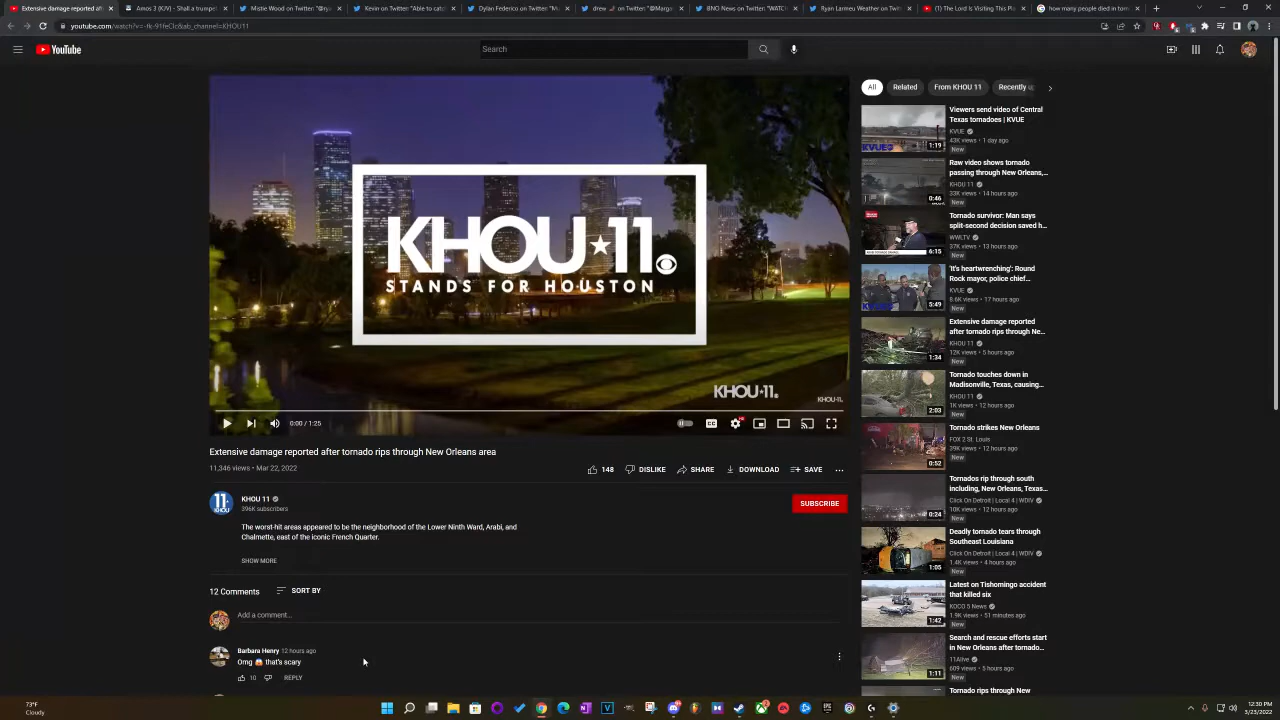 Extensive damage reported aft
Amos 3 (KJV) - Shall a trumpet
Mistie Wood on Twitter: "@rya
Kevin on Twitter: "Able to catc
Dylan Federico on Twitter: "Mu
drew on Twitter: "@Marga
BNO News on Twitter: "WATC
Ryan Larmeu Weather on Twitt
(1) The Lord Is Visiting This Pl
how many people died in torn
youtube.com/watch?v=-fk-91feClc&ab_channel=KHOU11
YouTube
Search
KHOU★11
STANDS FOR HOUSTON
KHOU★11.
KHOU11.
0:00 / 1:25
Extensive damage reported after tornado rips through New Orleans area
11,346 views • Mar 22, 2022
148
DISLIKE
SHARE
DOWNLOAD
SAVE
KHOU 11
396K subscribers
SUBSCRIBE
The worst-hit areas appeared to be the neighborhood of the Lower Ninth Ward, Arabi, and
Chalmette, east of the iconic French Quarter.
SHOW MORE
12 Comments
SORT BY
Add a comment...
Barbara Henry 12 hours ago
Omg 😱 that's scary
10
REPLY
All
Related
From KHOU 11
Recently
Viewers send video of Central
Texas tornadoes | KVUE
KVUE
43K views • 1 day ago
New
1:19
Raw video shows tornado
passing through New Orleans,...
KHOU 11
33K views • 14 hours ago
New
0:46
Tornado survivor: Man says
split-second decision saved h...
WWLTV
37K views • 13 hours ago
New
6:15
'It's heartwrenching': Round
Rock mayor, police chief...
KVUE
8.6K views • 17 hours ago
New
5:49
Extensive damage reported
after tornado rips through Ne...
KHOU 11
12K views • 5 hours ago
New
1:34
Tornado touches down in
Madisonville, Texas, causing...
KHOU 11
1K views • 12 hours ago
New
2:03
Tornado strikes New Orleans
FOX 2 St. Louis
39K views • 12 hours ago
New
0:52
Tornados rip through south
including, New Orleans, Texas...
Click On Detroit | Local 4 | WDIV
10K views • 12 hours ago
New
0:24
Deadly tornado tears through
Southeast Louisiana
Click On Detroit | Local 4 | WDIV
1.4K views • 4 hours ago
New
1:05
Latest on Tishomingo accident
that killed six
KOCO 5 News
1.9K views • 51 minutes ago
New
1:42
Search and rescue efforts start
in New Orleans after tornado...
11Alive
609 views • 5 hours ago
New
1:11
Tornado rips through New
73°F
Cloudy
12:30 PM
3/23/2022